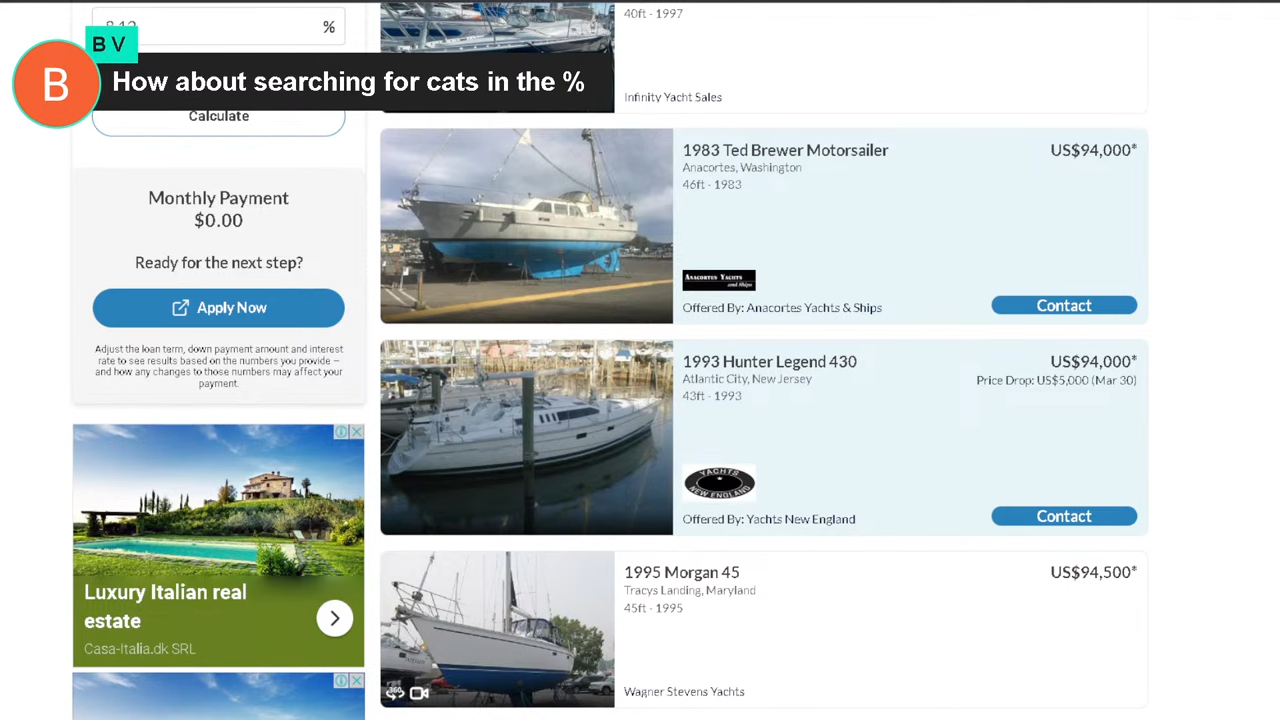 %
40ft - 1997
B V
B
How about searching for cats in the %
Infinity Yacht Sales
Calculate
Monthly Payment
$0.00
Ready for the next step?
Apply Now
Adjust the loan term, down payment amount and interest
rate to see results based on the numbers you provide –
and how any changes to those numbers may affect your
payment.
Luxury Italian real
estate
Casa-Italia.dk SRL
1983 Ted Brewer Motorsailer
US$94,000*
Anacortes, Washington
46ft - 1983
ANACORTES YACHTS
and Ships
Offered By: Anacortes Yachts & Ships
Contact
1993 Hunter Legend 430
US$94,000*
Atlantic City, New Jersey
Price Drop: US$5,000 (Mar 30)
43ft - 1993
YACHTS
NEW ENGLAND
Offered By: Yachts New England
Contact
1995 Morgan 45
US$94,500*
Tracys Landing, Maryland
45ft - 1995
360
Wagner Stevens Yachts